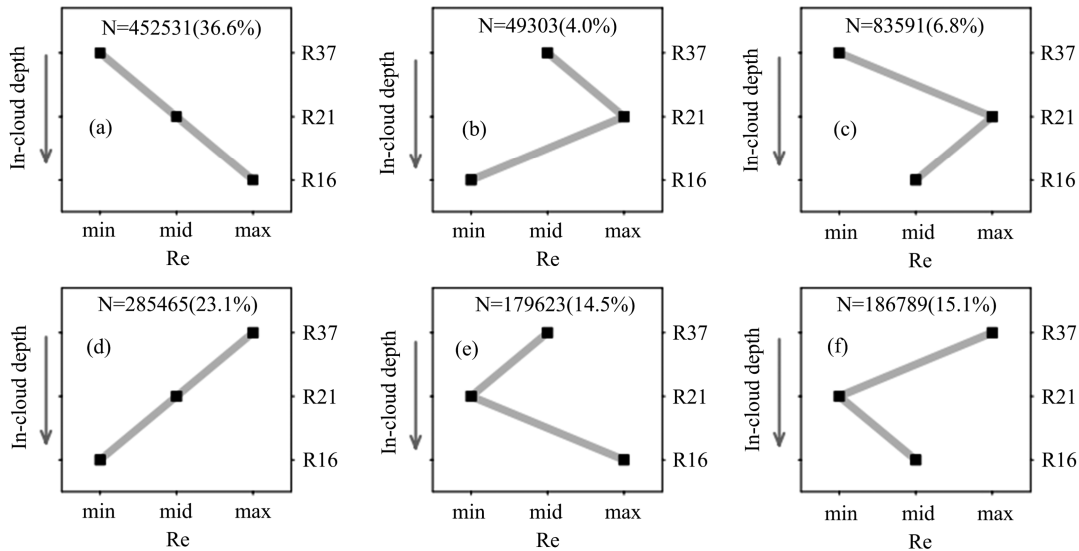 N=452531(36.6%)
In-cloud depth
(a)
R37
R21
R16
min mid max
Re
N=49303(4.0%)
In-cloud depth
(b)
R37
R21
R16
min mid max
Re
N=83591(6.8%)
In-cloud depth
(c)
R37
R21
R16
min mid max
Re
N=285465(23.1%)
In-cloud depth
(d)
R37
R21
R16
min mid max
Re
N=179623(14.5%)
In-cloud depth
(e)
R37
R21
R16
min mid max
Re
N=186789(15.1%)
In-cloud depth
(f)
R37
R21
R16
min mid max
Re